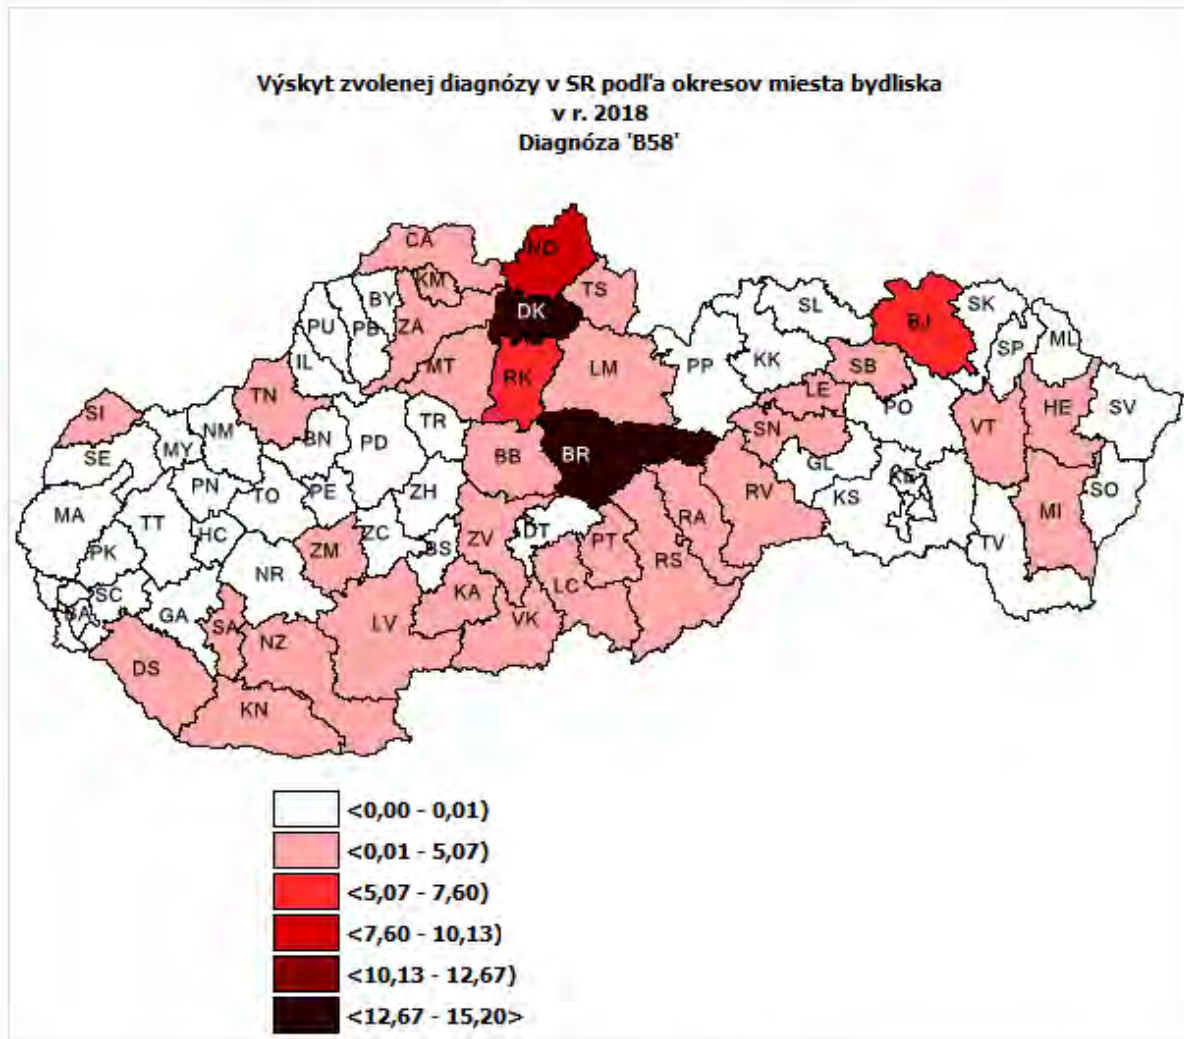 Výskyt zvolenej diagnózy v SR podľa okresov miesta bydliska
v r. 2018
Diagnóza 'B58'
CA
NO
KM
TS
BY
DK
SL
SK
PU
PB
ZA
BJ
ML
SP
IL
MT
RK
LM
PP
KK
SB
TN
LE
HE
SV
SI
TR
PO
NM
BN
PD
SN
VT
MY
BB
BR
SE
GL
KE
PN
TO
PE
ZH
RV
KS
SO
MA
TT
RA
MI
HC
ZC
ZV
DT
PT
TV
PK
ZM
BS
RS
NR
LC
SC
KA
BA
GA
SA
LV
VK
NZ
DS
KN
<0,00 - 0,01)
<0,01 - 5,07)
<5,07 - 7,60)
<7,60 - 10,13)
<10,13 - 12,67)
<12,67 - 15,20>